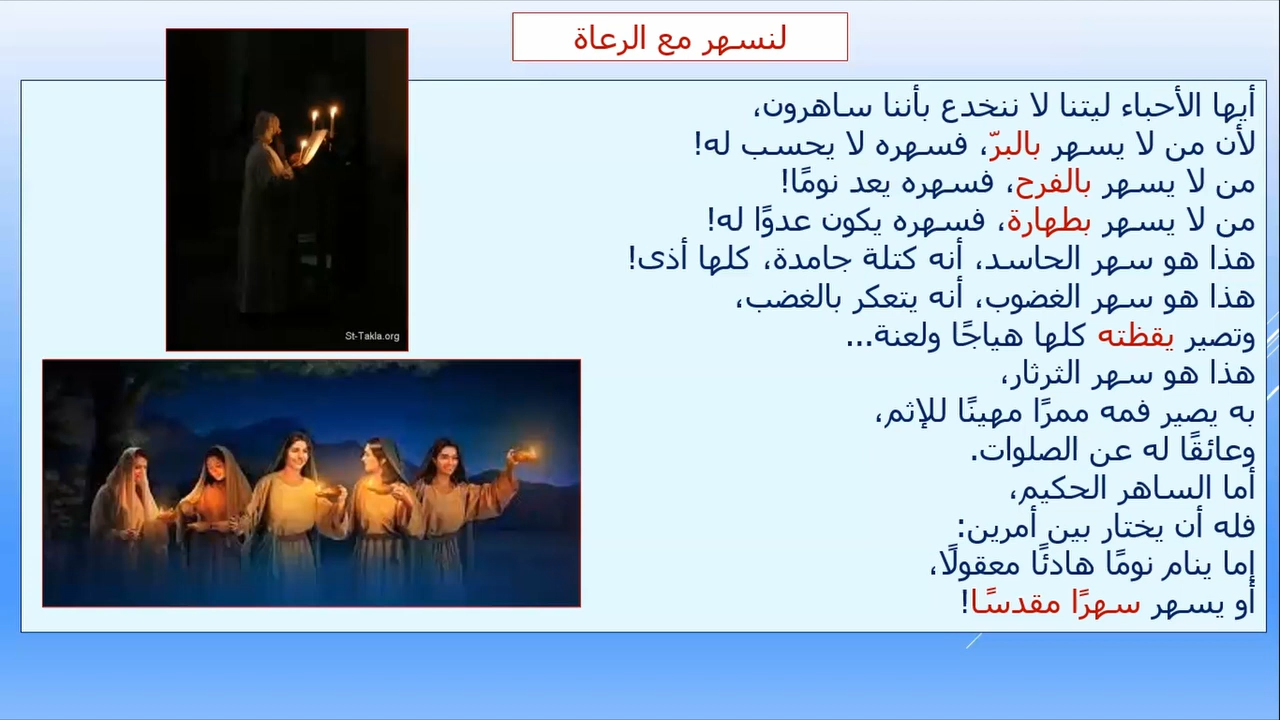 لنسهر مع الرعاة
أيها الأحباء ليتنا لا ننخدع بأننا ساهرون،
لأن من لا يسهر بالبرّ، فسهره لا يحسب له!
من لا يسهر بالفرح، فسهره يعد نومًا!
من لا يسهر بطهارة، فسهره يكون عدوًا له!
هذا هو سهر الحاسد، أنه كتلة جامدة، كلها أذى!
هذا هو سهر الغضوب، أنه يتعكر بالغضب،
وتصير يقظته كلها هياجًا ولعنة...
هذا هو سهر الثرثار،
به يصير فمه ممرًا مهينًا للإثم،
وعائقًا له عن الصلوات.
أما الساهر الحكيم،
فله أن يختار بين أمرين:
إما ينام نومًا هادئًا معقولًا،
أو يسهر سهرًا مقدسًا!
St-Takla.org